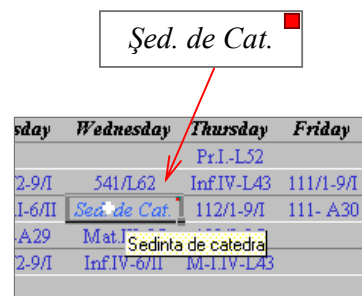 Şed. de Cat.
sday Wednesday Thursday Friday
Pr.I.-L52
/2-9/I 541/L62 Inf.IV-L43 111/1-9/I
.I-6/II Sed. de Cat. 112/1-9/I 111- A30
-A29 Mat.I
Sedinta de catedra
/2-9/I Inf.IV-6/II M-I.IV-L43